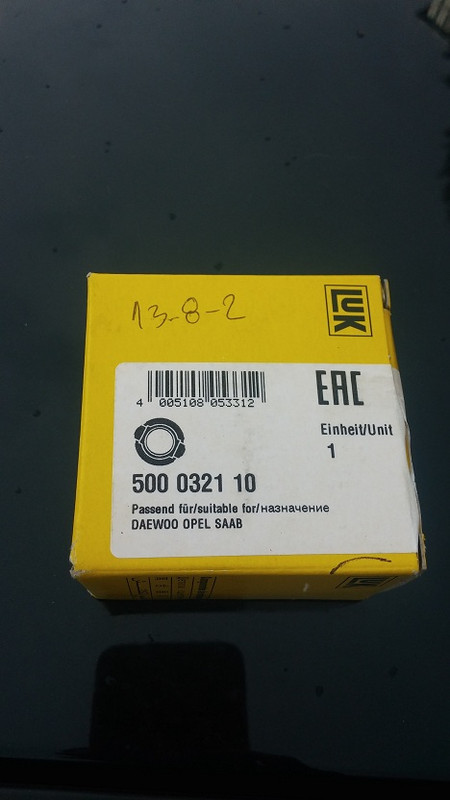 13-8-2
LUK
EAC
4 005108 053312
Einheit/Unit
1
500 0321 10
Passend für/suitable for/назначение
DAEWOO OPEL SAAB
LUK